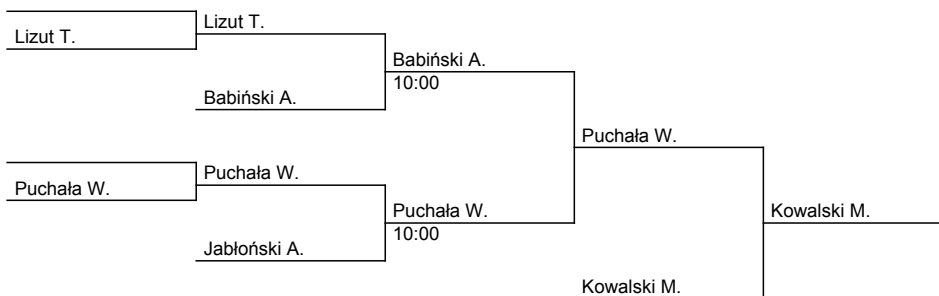 Lizut T.
Lizut T.
Babiński A.
10:00
Babiński A.
Puchała W.
Puchała W.
Puchała W.
Puchała W.
10:00
Kowalski M.
Jabłoński A.
Kowalski M.